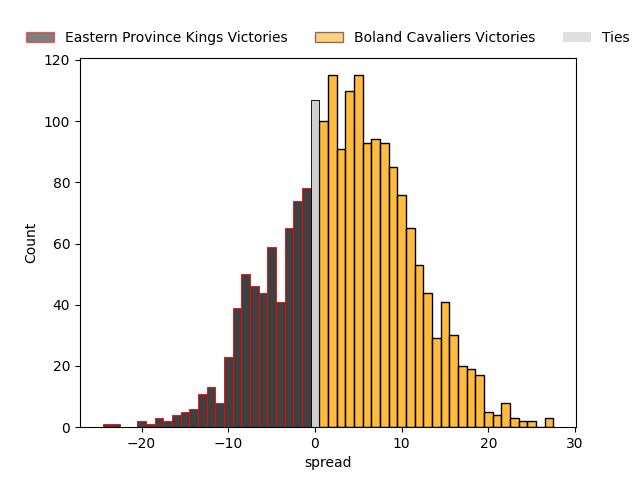 Eastern Province Kings Victories Boland Cavaliers Victories Ties
120
100
80
60
40
20
0
Count
−20 −10 0 10 20 30
spread